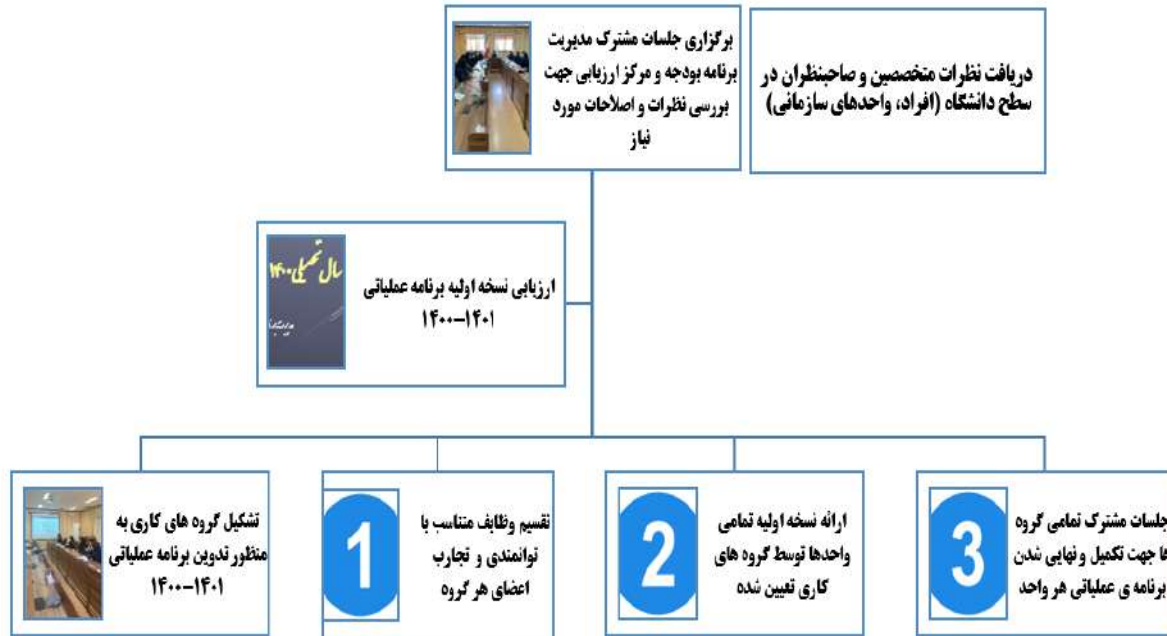 دریافت نظرات متخصصین و صاحبنظران در
سطح دانشگاه (افراد، واحدهای سازمانی)
برگزاری جلسات مشترک مدیریت
برنامه بودجه و مرکز ارزیابی جهت
بررسی نظرات و اصلاحات مورد
نیاز
سال تحصیلی ۱۴۰۰
ارزیابی نسخه اولیه برنامه عملیاتی
۱۴۰۰-۱۴۰۱
جلسات مشترک تمامی گروه
ها جهت تکمیل و نهایی شدن
برنامه ی عملیاتی هر واحد
3
ارائه نسخه اولیه تمامی
واحدها توسط گروه های
کاری تعیین شده
2
تقسیم وظایف متناسب با
توانمندی و تجارب
اعضای هر گروه
1
تشکیل گروه های کاری به
منظور تدوین برنامه عملیاتی
۱۴۰۰-۱۴۰۱